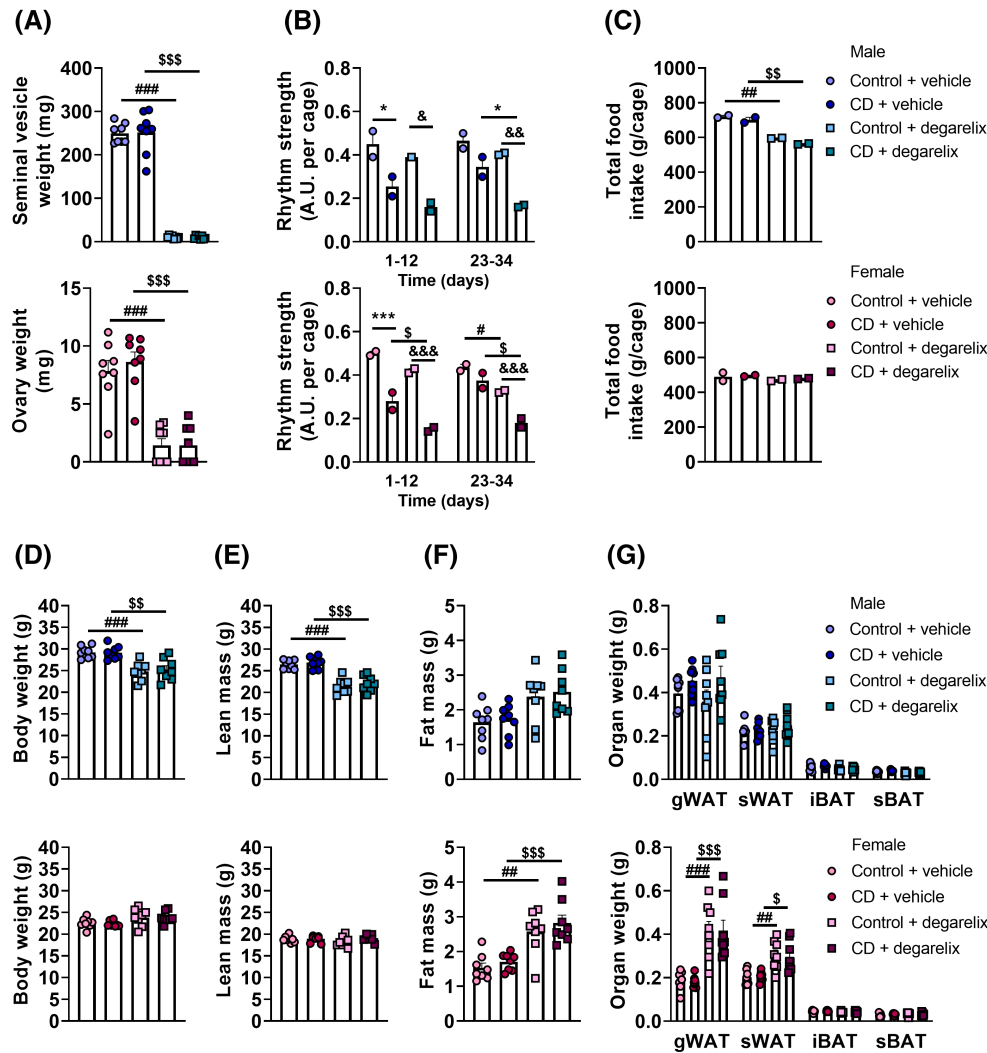 (A)
(B)
(C)
Seminal vesicle
weight (mg)
400
300
200
100
0
###
$$$
Rhythm strength
(A.U. per cage)
0.8
0.6
0.4
0.2
0.0
*
&
*
&&
1-12
23-34
Time (days)
Total food
intake (g/cage)
1000
800
600
400
200
0
##
$$
Male
Control + vehicle
CD + vehicle
Control + degarelix
CD + degarelix
Ovary weight
(mg)
15
10
5
0
###
$$$
Rhythm strength
(A.U. per cage)
0.8
0.6
0.4
0.2
0.0
***
$
&&&
#
$
&&&
1-12
23-34
Time (days)
Total food
intake (g/cage)
1000
800
600
400
200
0
Female
Control + vehicle
CD + vehicle
Control + degarelix
CD + degarelix
(D)
(E)
(F)
(G)
Body weight (g)
40
35
30
25
20
15
10
5
0
###
$$
Lean mass (g)
40
35
30
25
20
15
10
5
0
###
$$$
Fat mass (g)
5
4
3
2
1
0
Organ weight (g)
0.8
0.6
0.4
0.2
0.0
gWAT
sWAT
iBAT
sBAT
Male
Control + vehicle
CD + vehicle
Control + degarelix
CD + degarelix
Body weight (g)
40
35
30
25
20
15
10
5
0
Lean mass (g)
40
35
30
25
20
15
10
5
0
Fat mass (g)
5
4
3
2
1
0
##
$$$
Organ weight (g)
0.8
0.6
0.4
0.2
0.0
###
$$$
##
$
gWAT
sWAT
iBAT
sBAT
Female
Control + vehicle
CD + vehicle
Control + degarelix
CD + degarelix